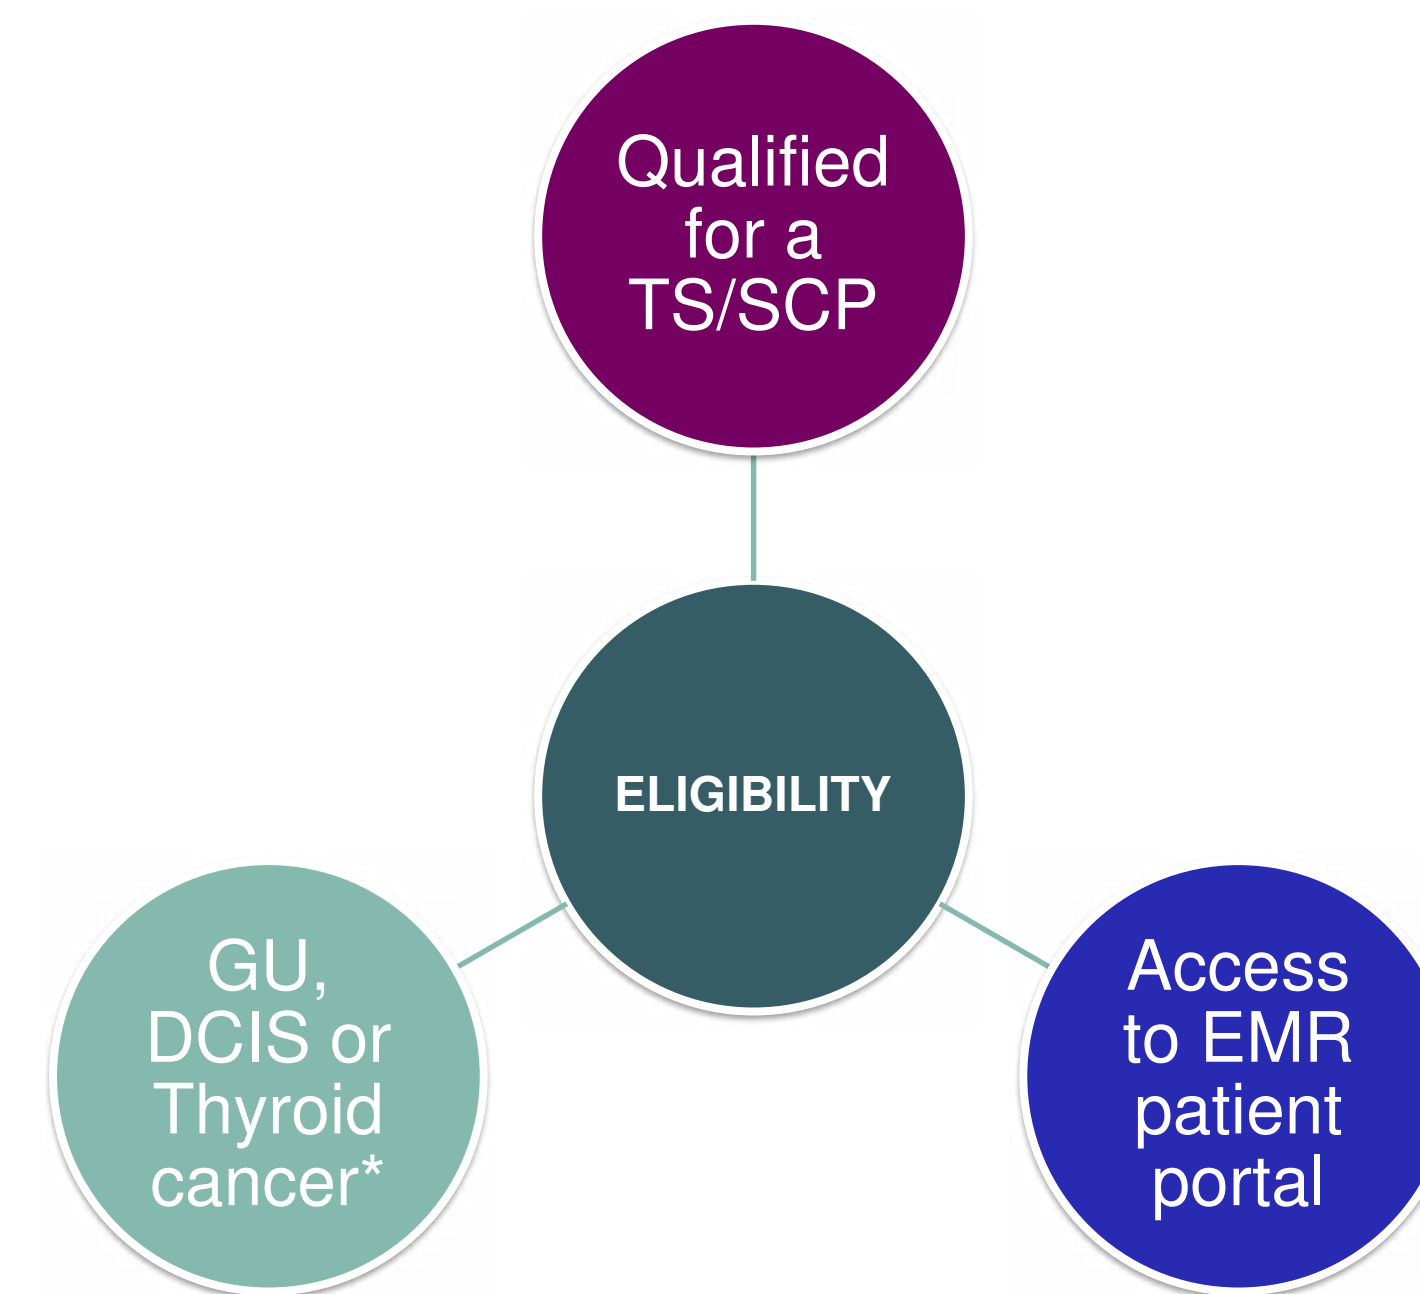 Qualified
for a
TS/SCP
ELIGIBILITY
GU,
DCIS or
Thyroid
cancer*
Access
to EMR
patient
portal